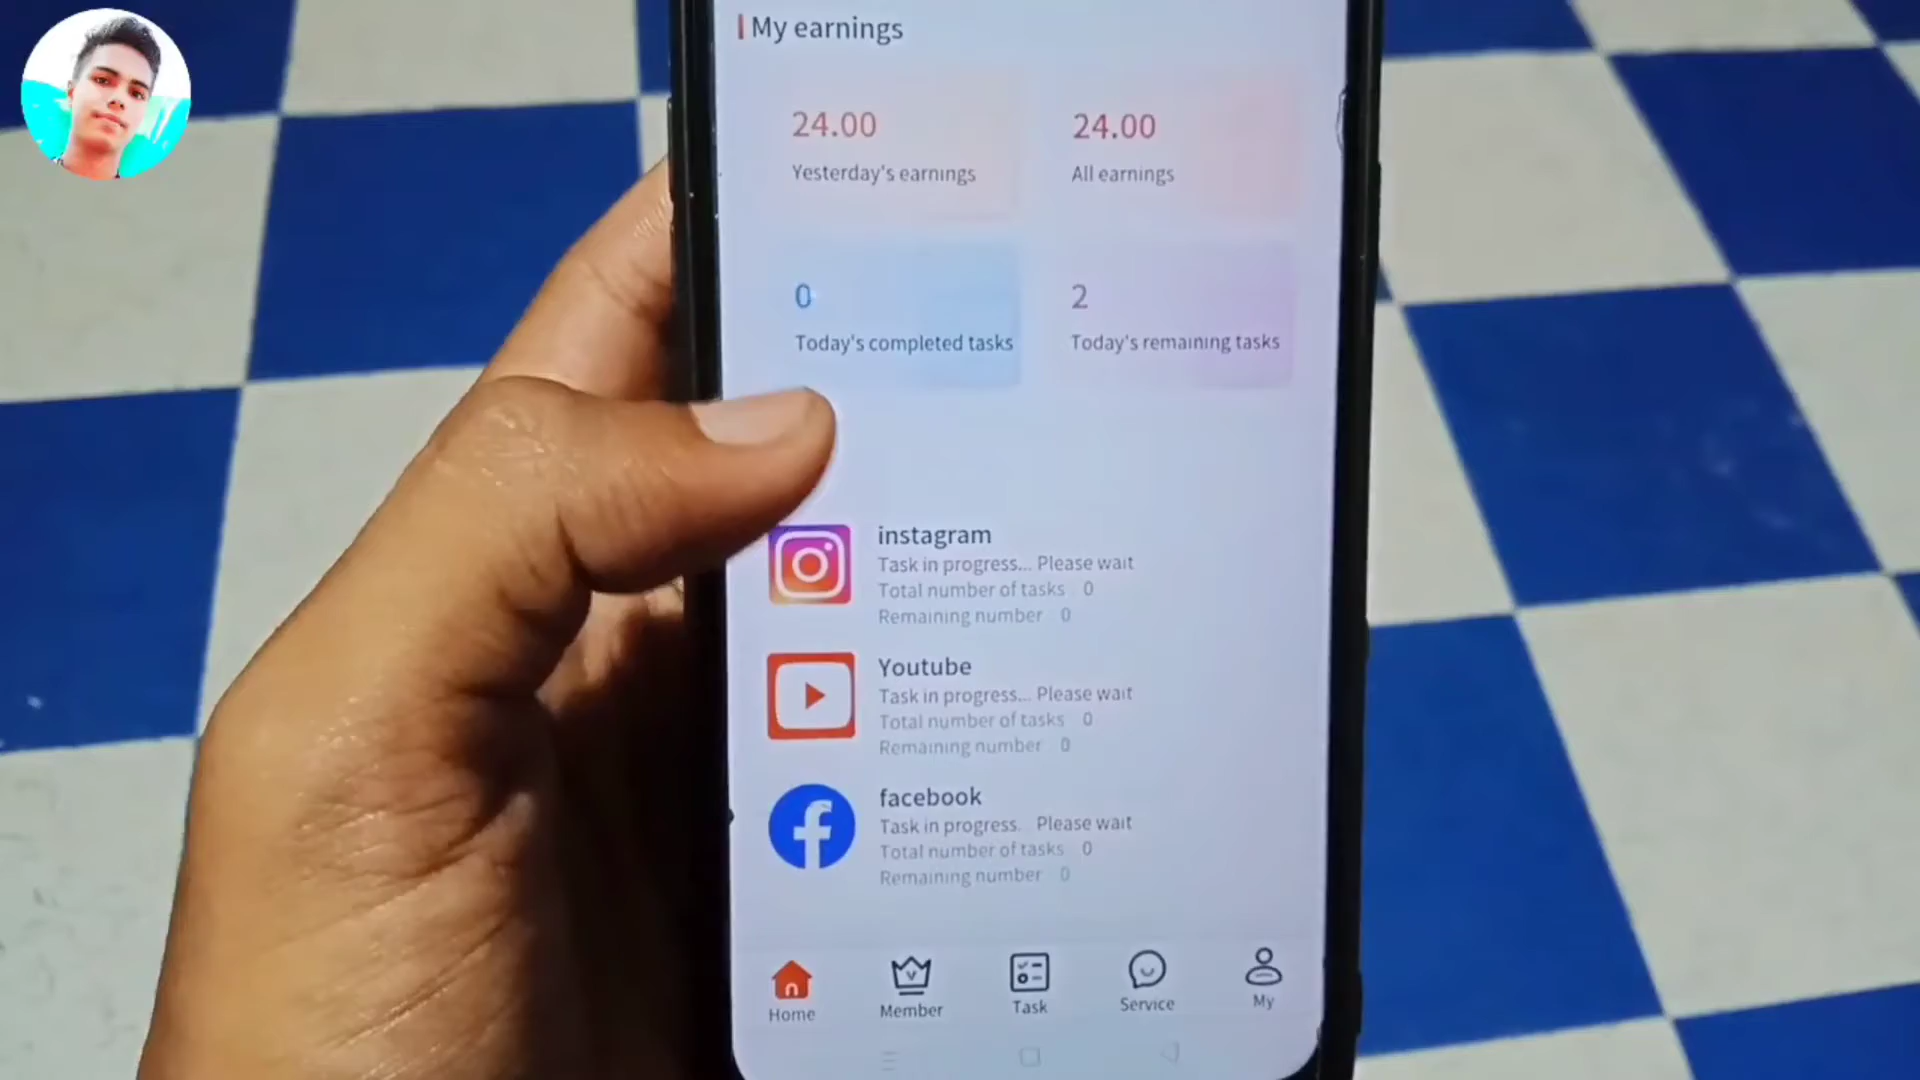 My earnings
24.00
Yesterday's earnings
24.00
All earnings
0
Today's completed tasks
2
Today's remaining tasks
instagram
Task in progress... Please wait
Total number of tasks 0
Remaining number 0
Youtube
Task in progress... Please wait
Total number of tasks 0
Remaining number 0
facebook
Task in progress. Please wait
Total number of tasks 0
Remaining number 0
Home
Member
Task
Service
My